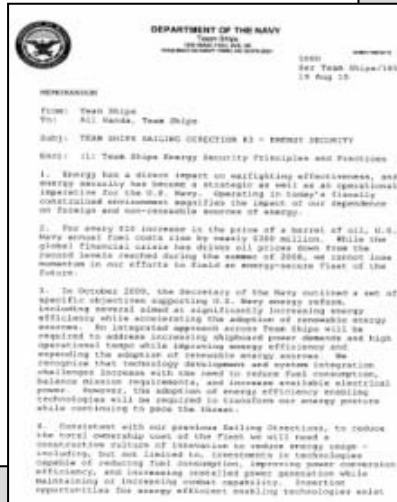 DEPARTMENT OF THE NAVY
Team Ships
5000
Ser Team Ships/
19 Aug 10
MEMORANDUM
From: Team Ships
To: All Hands, Team Ships
Subj: TEAM SHIPS SAILING DIRECTION #3 - ENERGY SECURITY
Encl: (1) Team Ships Energy Security Principles and Practices
1. Energy has a direct impact on warfighting effectiveness, and
energy security has become a strategic as well as an operational
imperative for the U.S. Navy. Operating in today's fiscally
constrained environment magnifies the impact of our dependence
on foreign and non-renewable sources of energy.
2. For every $10 increase in the price of a barrel of oil, U.S.
Navy annual fuel costs rise by nearly $300 million. While the
global financial crisis has driven oil prices down from the
record levels reached during the summer of 2008, we cannot lose
momentum in our efforts to field an energy-secure fleet of the
future.
3. In October 2009, the Secretary of the Navy outlined a set of
specific objectives supporting U.S. Navy energy reform,
including several aimed at significantly increasing energy
efficiency while accelerating the adoption of renewable energy
sources. An integrated approach across Team Ships will be
required to address increasing shipboard power demands and high
operational tempo while improving energy efficiency and
expanding the adoption of renewable energy sources. We
recognize that technology development and system integration
challenges increase with the need to reduce fuel consumption,
balance mission requirements, and increase available electrical
power. However, the adoption of energy efficiency enabling
technologies will be required to transform our energy posture
while continuing to pace the threat.
4. Consistent with our previous Sailing Directions, to reduce
the total ownership cost of the Fleet we will need a
constructive culture of innovation to reduce energy usage -
including, but not limited to, investments in technologies
capable of reducing fuel consumption, improving power conversion
efficiency, and increasing installed power generation while
maintaining or increasing combat capability. Insertion
opportunities for energy efficient enabling technologies exist